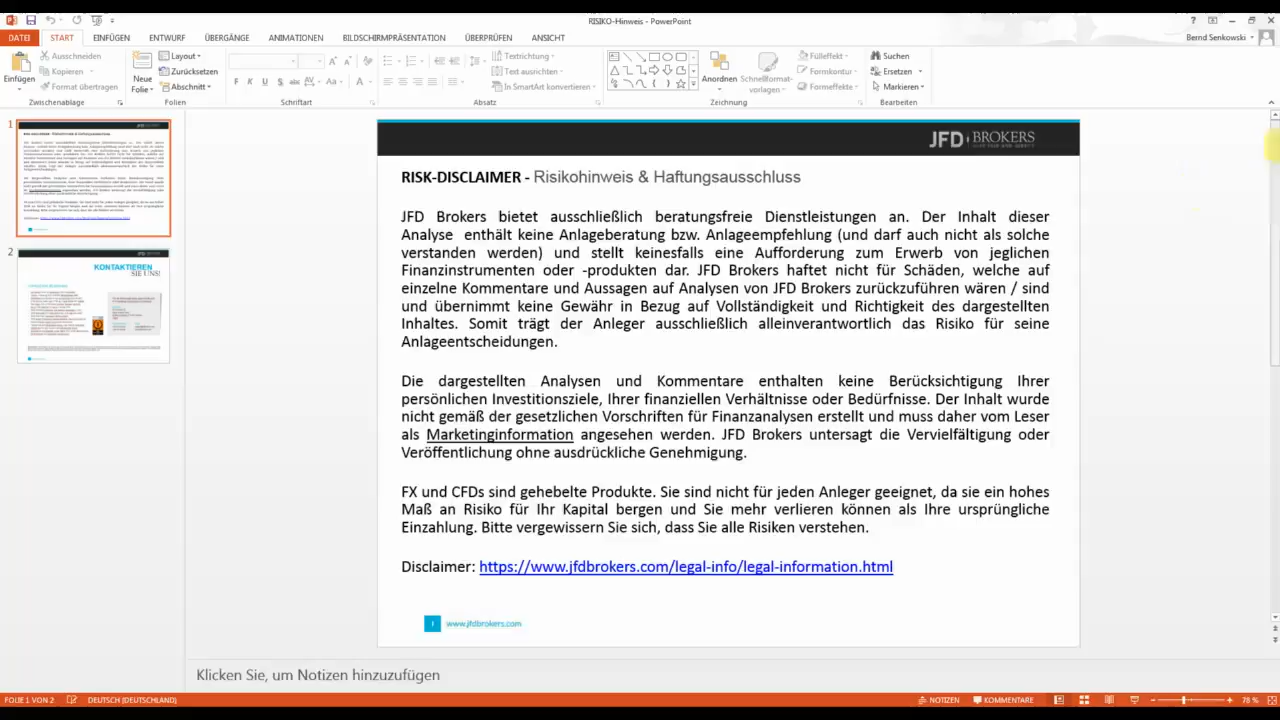 RISIKO-Hinweis - PowerPoint
DATEI START EINFÜGEN ENTWURF ÜBERGÄNGE ANIMATIONEN BILDSCHIRMPRÄSENTATION ÜBERPRÜFEN ANSICHT
Bernd Senkowski
Einfügen
Ausschneiden
Kopieren
Format übertragen
Zwischenablage
Neue Folie
Layout
Zurücksetzen
Abschnitt
Folien
F K U S abc AV Aa A
Schriftart
Textrichtung
Text ausrichten
In SmartArt konvertieren
Absatz
Anordnen
Schnellformat-vorlagen
Fülleffekt
Formkontur
Formeffekte
Zeichnung
Suchen
Ersetzen
Markieren
Bearbeiten
1
2
KONTAKTIEREN
SIE UNS!
JFD BROKERS
RISK-DISCLAIMER - Risikohinweis & Haftungsausschuss
JFD Brokers bietet ausschließlich beratungsfreie Dienstleistungen an. Der Inhalt dieser
Analyse enthält keine Anlageberatung bzw. Anlageempfehlung (und darf auch nicht als solche
verstanden werden) und stellt keinesfalls eine Aufforderung zum Erwerb von jeglichen
Finanzinstrumenten oder -produkten dar. JFD Brokers haftet nicht für Schäden, welche auf
einzelne Kommentare und Aussagen auf Analysen von JFD Brokers zurückzuführen wären / sind
und übernimmt keine Gewähr in Bezug auf Vollständigkeit und Richtigkeit des dargestellten
Inhaltes. Somit trägt der Anleger ausschließlich alleinverantwortlich das Risiko für seine
Anlageentscheidungen.
Die dargestellten Analysen und Kommentare enthalten keine Berücksichtigung Ihrer
persönlichen Investitionsziele, Ihrer finanziellen Verhältnisse oder Bedürfnisse. Der Inhalt wurde
nicht gemäß der gesetzlichen Vorschriften für Finanzanalysen erstellt und muss daher vom Leser
als Marketinginformation angesehen werden. JFD Brokers untersagt die Vervielfältigung oder
Veröffentlichung ohne ausdrückliche Genehmigung.
FX und CFDs sind gehebelte Produkte. Sie sind nicht für jeden Anleger geeignet, da sie ein hohes
Maß an Risiko für Ihr Kapital bergen und Sie mehr verlieren können als Ihre ursprüngliche
Einzahlung. Bitte vergewissern Sie sich, dass Sie alle Risiken verstehen.
Disclaimer: https://www.jfdbrokers.com/legal-info/legal-information.html
1 www.jfdbrokers.com
Klicken Sie, um Notizen hinzuzufügen
FOLIE 1 VON 2 DEUTSCH (DEUTSCHLAND) NOTIZEN KOMMENTARE 78 %